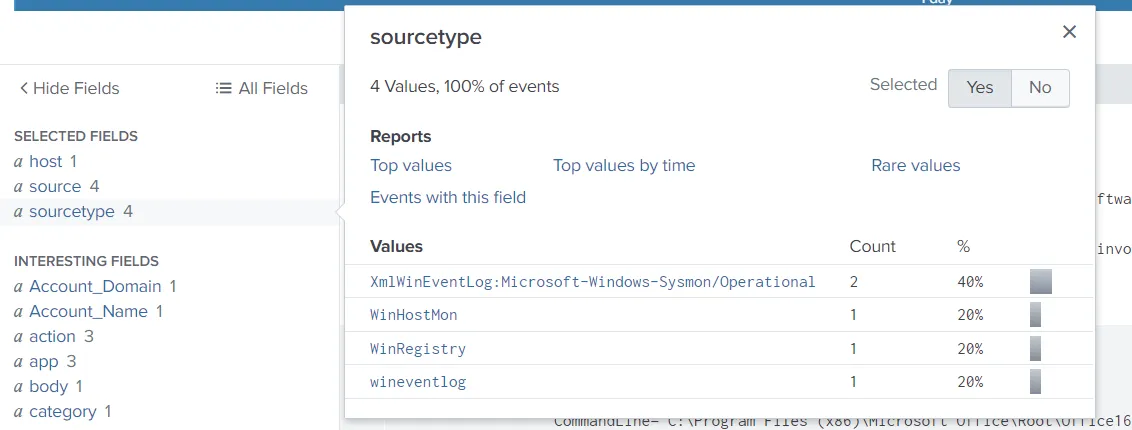 day
sourcetype
4 Values, 100% of events
Selected Yes No
Hide Fields
All Fields
SELECTED FIELDS
a host 1
a source 4
a sourcetype 4
Reports
Top values Top values by time Rare values
Events with this field
INTERESTING FIELDS
a Account_Domain 1
a Account_Name 1
a action 3
a app 3
a body 1
a category 1
Values Count %
XmlWinEventLog:Microsoft-Windows-Sysmon/Operational 2 40%
WinHostMon 1 20%
WinRegistry 1 20%
wineventlog 1 20%
ftwa
invo
CommandLine= C:\Program Files (x86)\Microsoft Office\Root\Office16